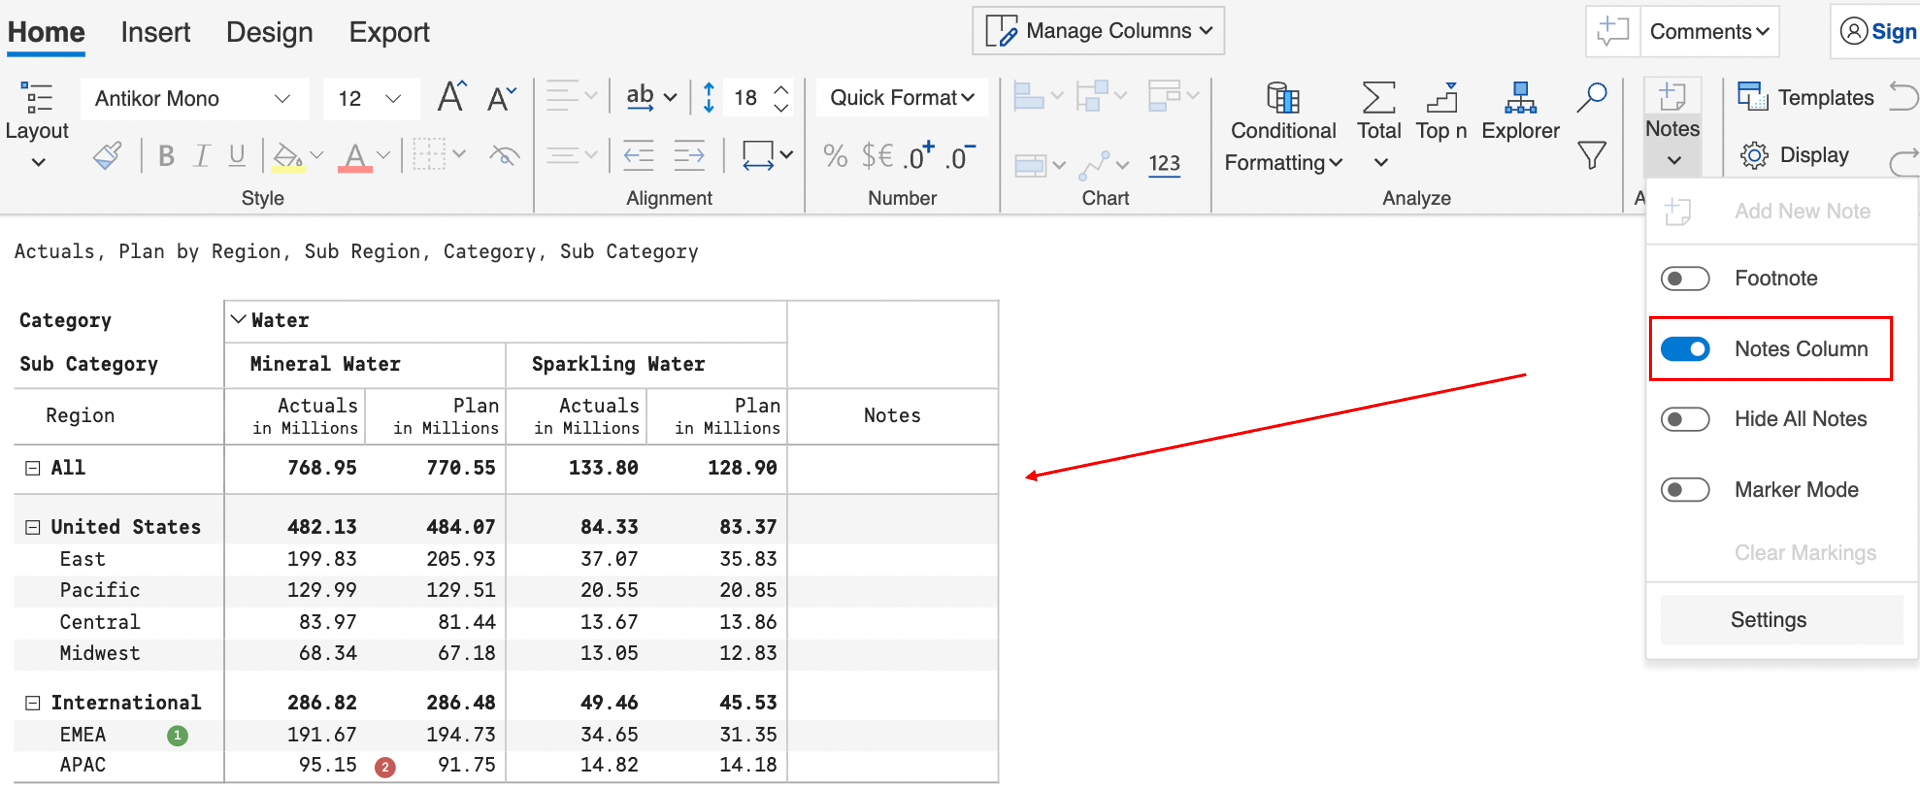 Home Insert Design Export Manage Columns Comments Sign
Layout Antikor Mono 12 A A ab 18 Quick Format Conditional Formatting Total Top n Explorer Notes Templates
B I U A % $€ .0+ .0- 123 Display
Style Alignment Number Chart Analyze A
Add New Note
Footnote
Notes Column
Hide All Notes
Marker Mode
Clear Markings
Settings
Actuals, Plan by Region, Sub Region, Category, Sub Category
Category Water
Sub Category Mineral Water Sparkling Water
Region Actuals in Millions Plan in Millions Actuals in Millions Plan in Millions Notes
All 768.95 770.55 133.80 128.90
United States 482.13 484.07 84.33 83.37
East 199.83 205.93 37.07 35.83
Pacific 129.99 129.51 20.55 20.85
Central 83.97 81.44 13.67 13.86
Midwest 68.34 67.18 13.05 12.83
International 286.82 286.48 49.46 45.53
EMEA 1 191.67 194.73 34.65 31.35
APAC 95.15 2 91.75 14.82 14.18